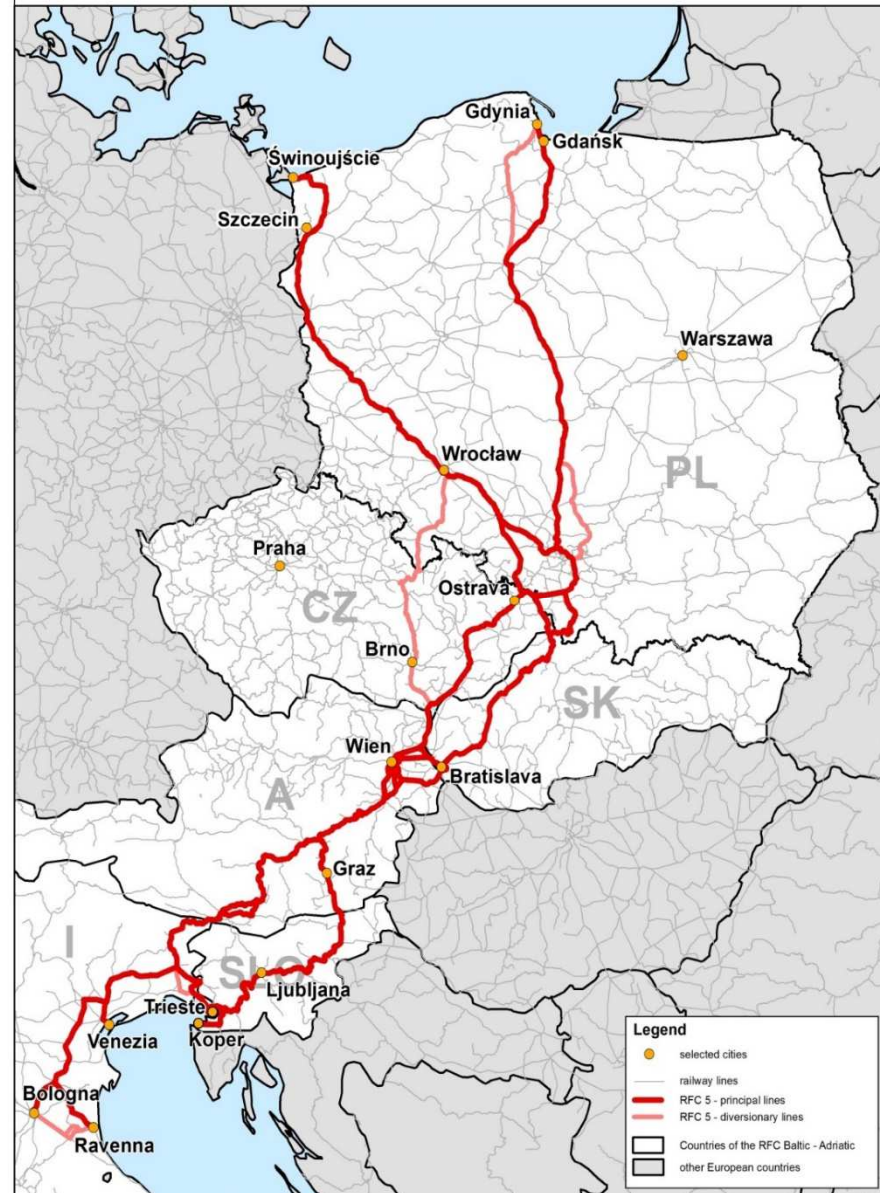 Gdynia
Gdańsk
Świnoujście
Szczecin
Warszawa
Wrocław
PL
Praha
Ostrava
CZ
Brno
SK
Wien
Bratislava
A
Graz
I
SLO
Ljubljana
Trieste
Koper
Venezia
Bologna
Ravenna
Legend
selected cities
railway lines
RFC 5 - principal lines
RFC 5 - diversionary lines
Countries of the RFC Baltic - Adriatic
other European countries